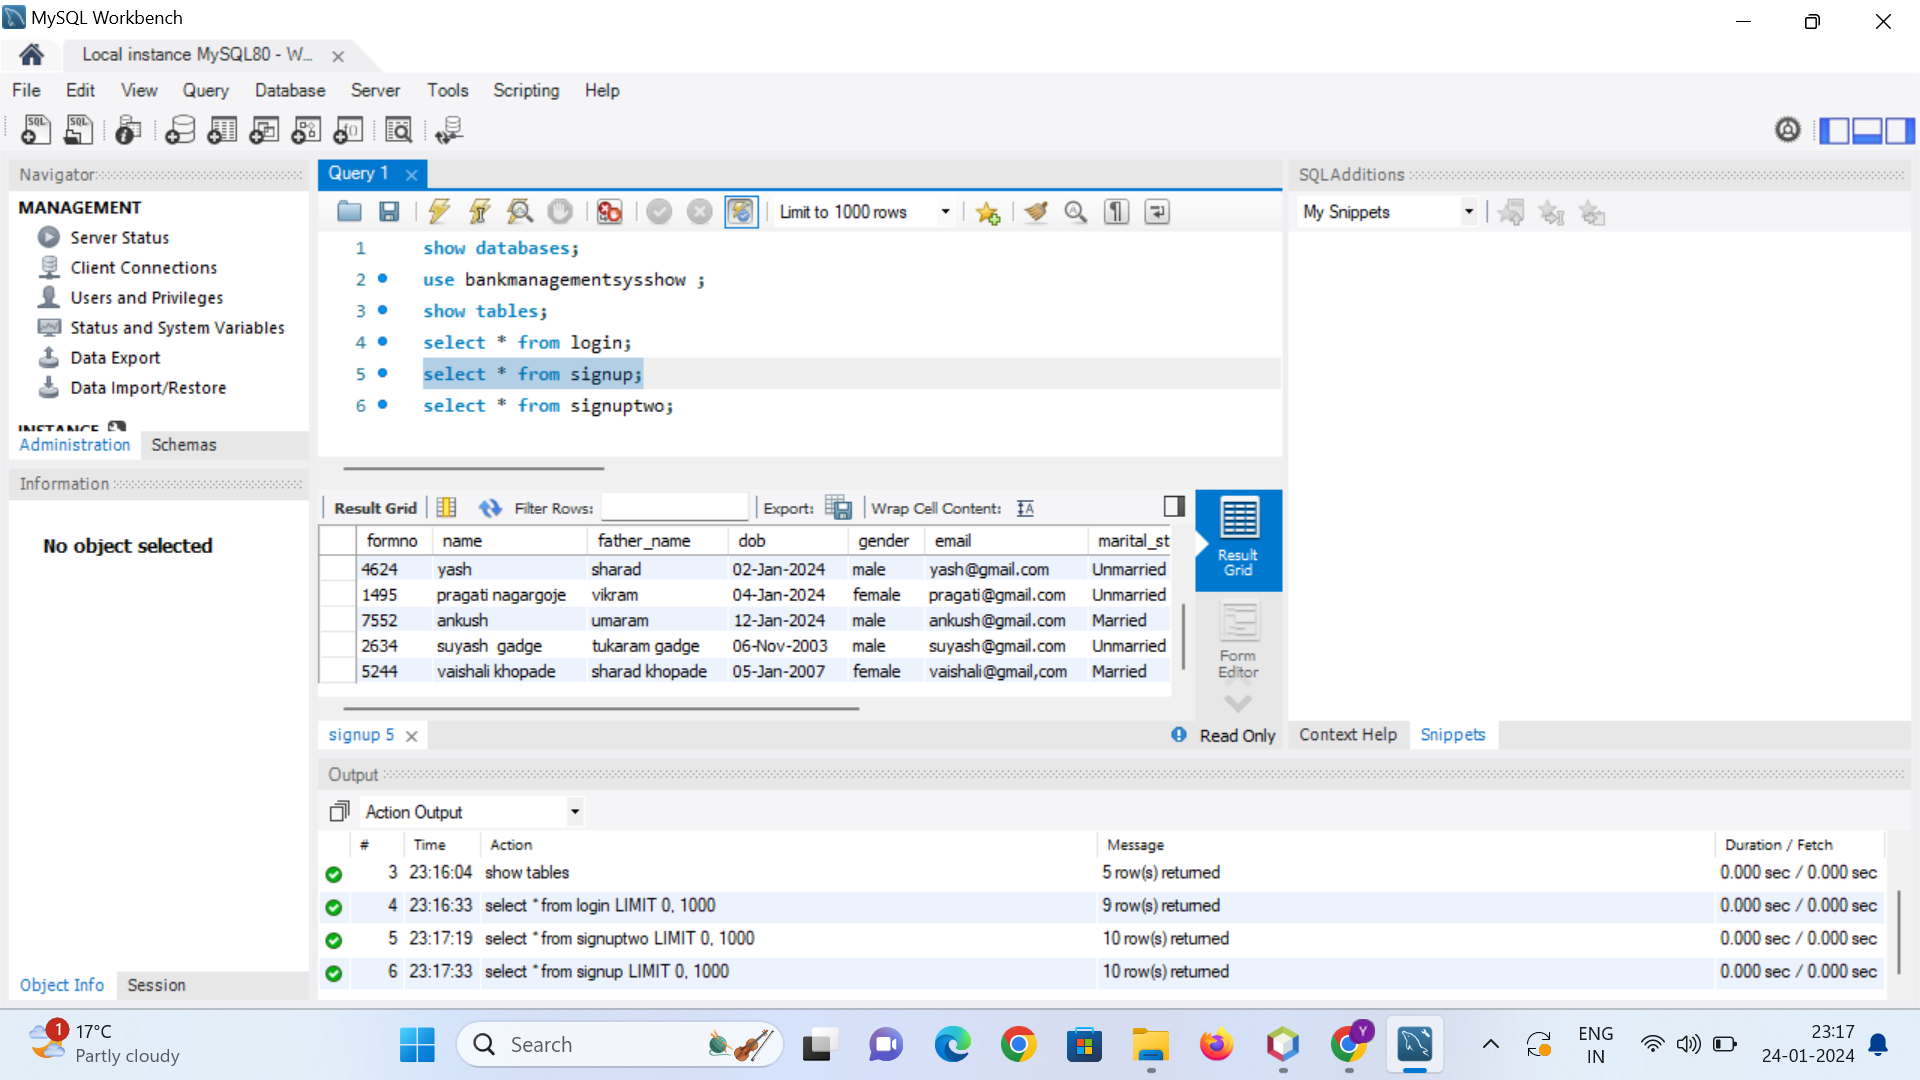 MySQL Workbench
Local instance MySQL80 - W...
File Edit View Query Database Server Tools Scripting Help
Navigator
MANAGEMENT
Server Status
Client Connections
Users and Privileges
Status and System Variables
Data Export
Data Import/Restore
INSTANCE
Administration Schemas
Information
No object selected
Object Info Session
Query 1
Limit to 1000 rows
1 show databases;
2 use bankmanagementsysshow ;
3 show tables;
4 select * from login;
5 select * from signup;
6 select * from signuptwo;
Result Grid Filter Rows: Export: Wrap Cell Content:
formno name father_name dob gender email marital_st
4624 yash sharad 02-Jan-2024 male yash@gmail.com Unmarried
1495 pragati nagargoje vikram 04-Jan-2024 female pragati@gmail.com Unmarried
7552 ankush umaram 12-Jan-2024 male ankush@gmail.com Married
2634 suyash gadge tukaram gadge 06-Nov-2003 male suyash@gmail.com Unmarried
5244 vaishali khopade sharad khopade 05-Jan-2007 female vaishali@gmail,com Married
Result
Grid
Form
Editor
signup 5
Read Only
SQLAdditions
My Snippets
Context Help Snippets
Output
Action Output
# Time Action Message Duration / Fetch
3 23:16:04 show tables 5 row(s) returned 0.000 sec / 0.000 sec
4 23:16:33 select * from login LIMIT 0, 1000 9 row(s) returned 0.000 sec / 0.000 sec
5 23:17:19 select * from signuptwo LIMIT 0, 1000 10 row(s) returned 0.000 sec / 0.000 sec
6 23:17:33 select * from signup LIMIT 0, 1000 10 row(s) returned 0.000 sec / 0.000 sec
1
17°C
Partly cloudy
Search
Y
ENG
IN
23:17
24-01-2024